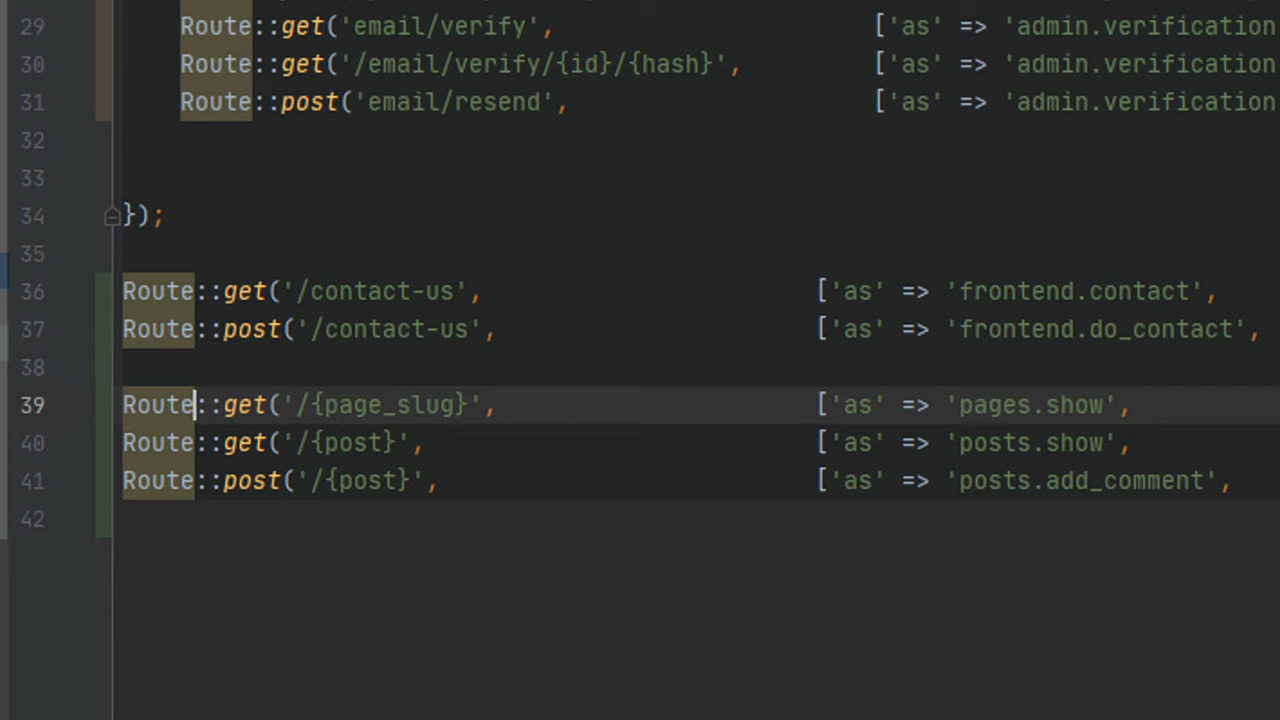 29 Route::get('email/verify', ['as' => 'admin.verification
30 Route::get('/email/verify/{id}/{hash}', ['as' => 'admin.verification
31 Route::post('email/resend', ['as' => 'admin.verification
32
33
34 });
35
36 Route::get('/contact-us', ['as' => 'frontend.contact',
37 Route::post('/contact-us', ['as' => 'frontend.do_contact',
38
39 Route::get('/{page_slug}', ['as' => 'pages.show',
40 Route::get('/{post}', ['as' => 'posts.show',
41 Route::post('/{post}', ['as' => 'posts.add_comment',
42